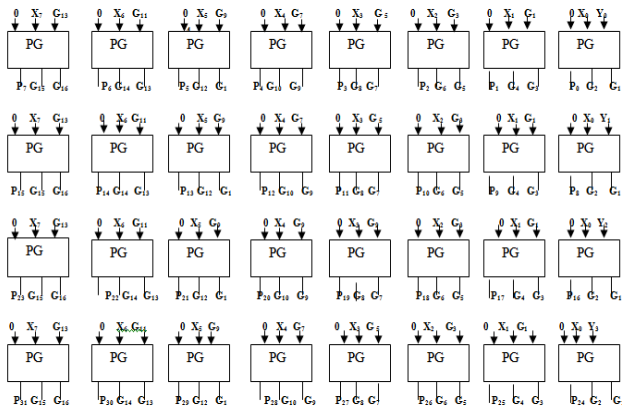 0 X7 G13 0 X6 G11 0 X5 G9 0 X4 G7 0 X3 G5 0 X2 G3 0 X1 G1 0 X0 Y0
PG PG PG PG PG PG PG PG
P7 G15 G16 P6 G14 G13 P5 G12 G1 P4 G10 G9 P3 G8 G7 P2 G6 G5 P1 G4 G3 P0 G2 G1
0 X7 G13 0 X6 G11 0 X5 G9 0 X4 G7 0 X3 G5 0 X2 G3 0 X1 G1 0 X0 Y1
PG PG PG PG PG PG PG PG
P15 G15 G16 P14 G14 G13 P13 G12 G1 P12 G10 G9 P11 G8 G7 P10 G6 G5 P9 G4 G3 P8 G2 G1
0 X7 G13 0 X6 G11 0 X5 G9 0 X4 G9 0 X3 G9 0 X2 G3 0 X1 G1 0 X0 Y2
PG PG PG PG PG PG PG PG
P23 G15 G16 P22 G14 G13 P21 G12 G1 P20 G10 G9 P19 G8 G7 P18 G6 G5 P17 G4 G3 P16 G2 G1
0 X7 G13 0 X6 G11 0 X5 G9 0 X4 G7 0 X3 G5 0 X2 G3 0 X1 G1 0 X0 Y3
PG PG PG PG PG PG PG PG
P31 G15 G16 P30 G14 G13 P29 G12 G1 P28 G10 G9 P27 G8 G7 P26 G6 G5 P25 G4 G3 P24 G2 G